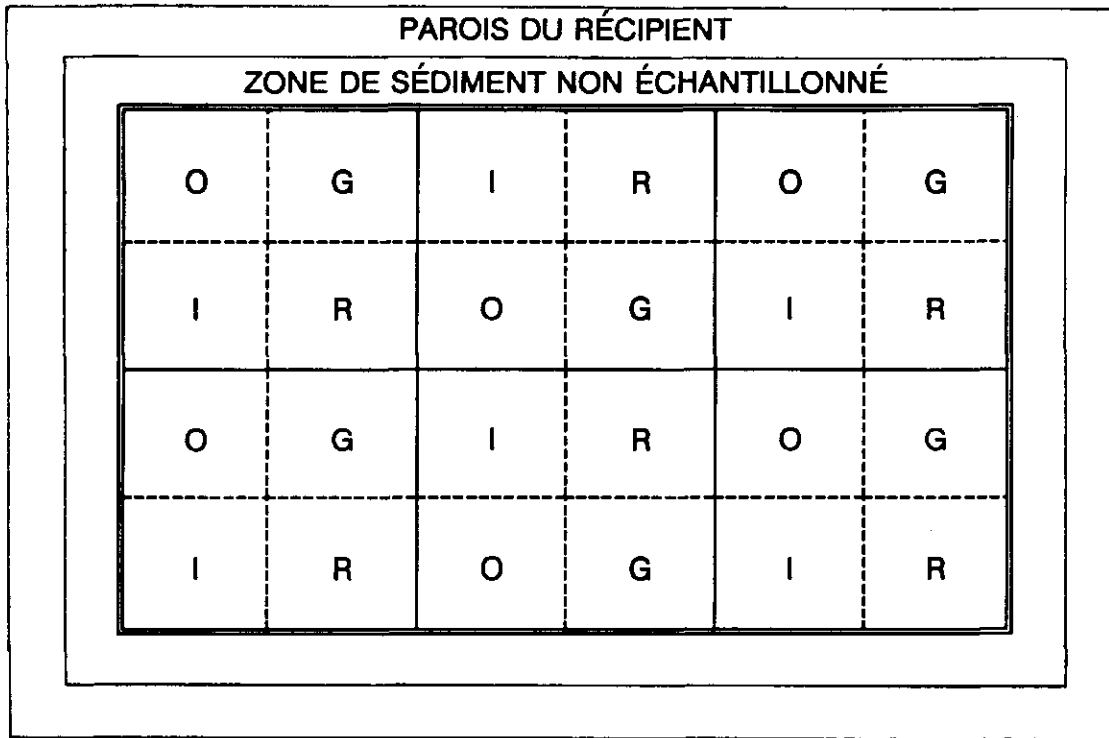 PAROIS DU RÉCIPIENT
ZONE DE SÉDIMENT NON ÉCHANTILLONNÉ
O G I R O G
I R O G I R
O G I R O G
I R O G I R